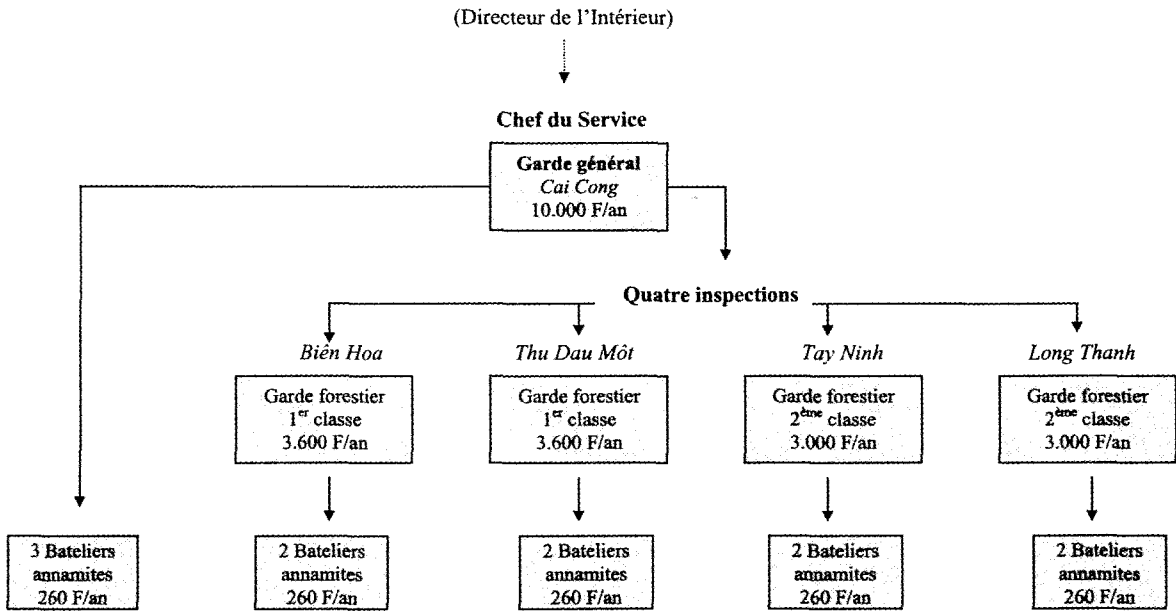 (Directeur de l'Intérieur)
Chef du Service
Garde général
Cai Cong
10.000 F/an
Quatre inspections
Biên Hoa
Garde forestier
1er classe
3.600 F/an
Thu Dau Môt
Garde forestier
1er classe
3.600 F/an
Tay Ninh
Garde forestier
2ème classe
3.000 F/an
Long Thanh
Garde forestier
2ème classe
3.000 F/an
3 Bateliers
annamites
260 F/an
2 Bateliers
annamites
260 F/an
2 Bateliers
annamites
260 F/an
2 Bateliers
annamites
260 F/an
2 Bateliers
annamites
260 F/an